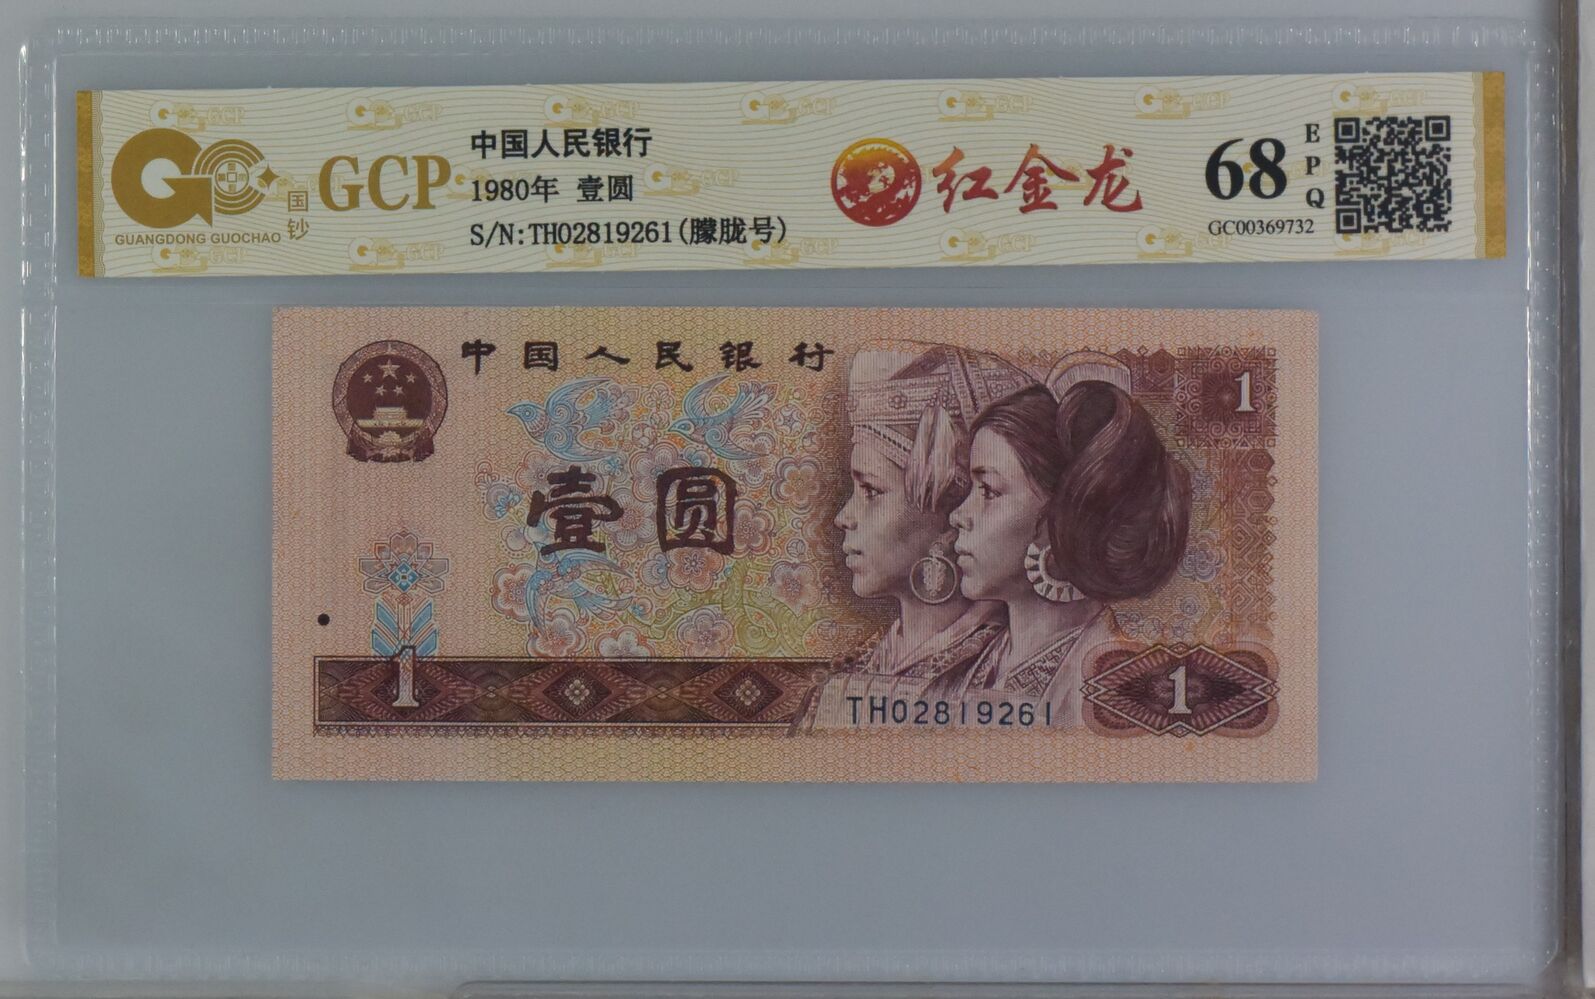 GCP
GUANGDONG GUOCHAO
国钞
中国人民银行
1980年 壹圆
S/N:TH02819261(朦胧号)
红金龙
68
EPQ
GC00369732
中国人民银行
1
壹圆
1
TH02819261
1